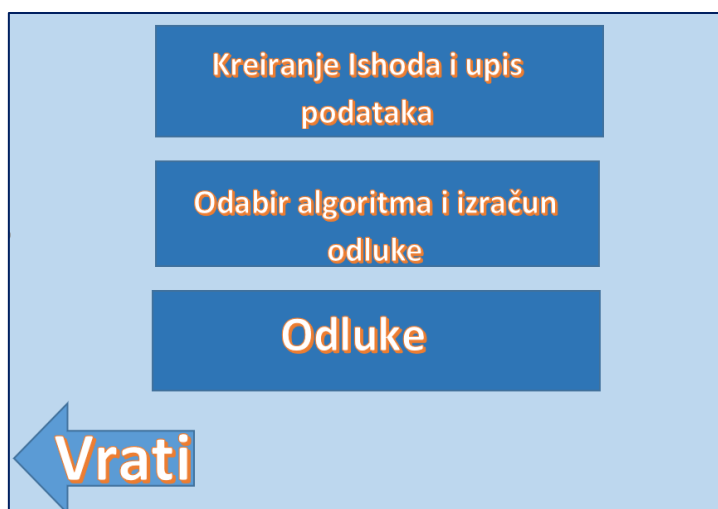 Kreiranje Ishoda i upis
podataka
Odabir algoritma i izračun
odluke
Odluke
Vrati